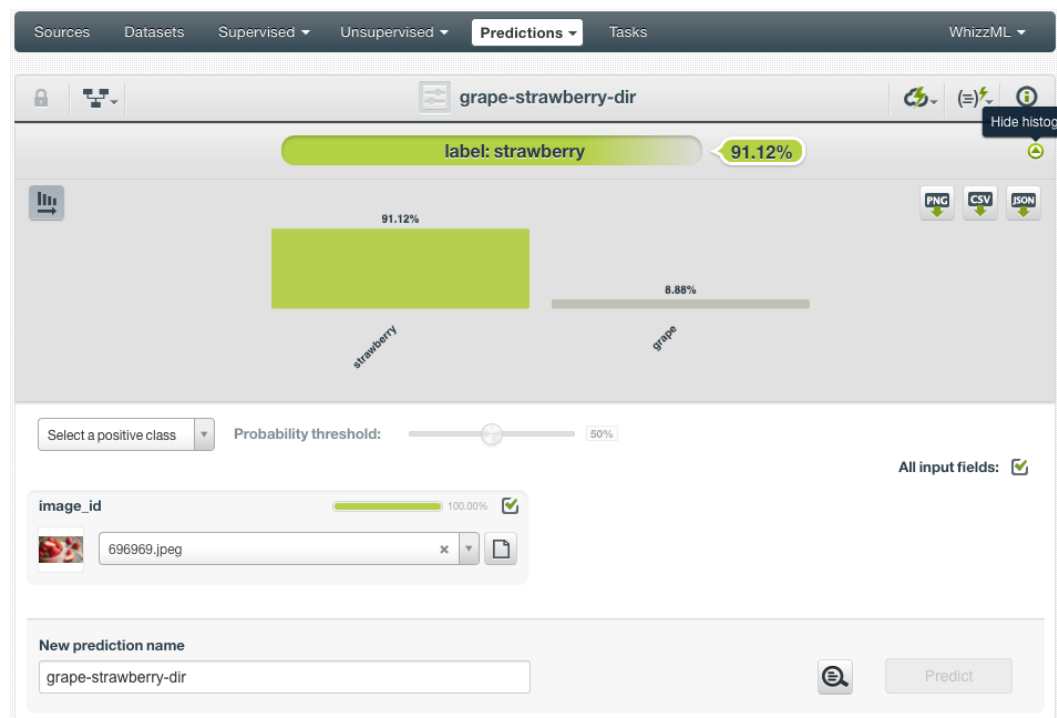 Sources Datasets Supervised Unsupervised Predictions Tasks WhizzML
grape-strawberry-dir
Hide histog
label: strawberry 91.12%
PNG CSV JSON
91.12%
8.88%
strawberry grape
Select a positive class Probability threshold: 50%
All input fields:
image_id 100.00%
696969.jpeg
New prediction name
grape-strawberry-dir
Predict